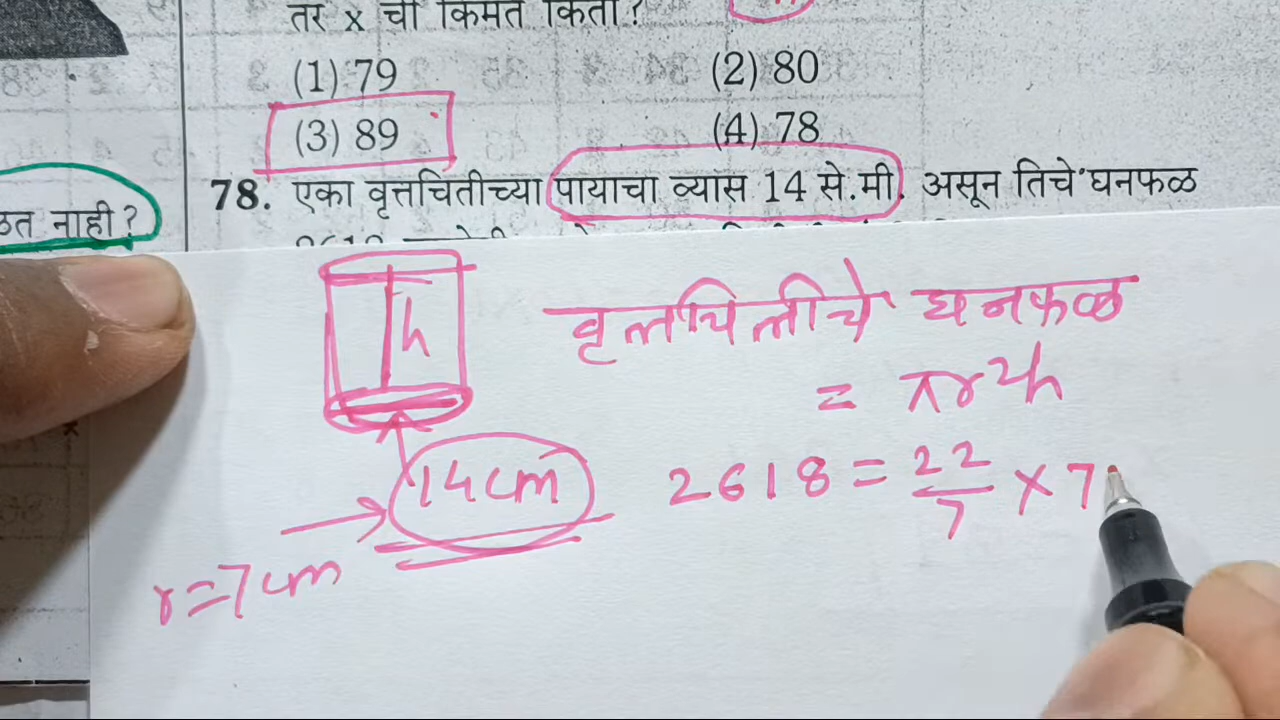 तर x ची किंमत किती?
(1) 79 (2) 80
(3) 89 (4) 78
78. एका वृत्तचितीच्या पायाचा व्यास 14 से.मी. असून तिचे घनफळ
ठत नाही?
h
वृत्तचित्तीचे घनफळ
= πr²h
14cm
2618 = 22/7 × 7
r=7cm